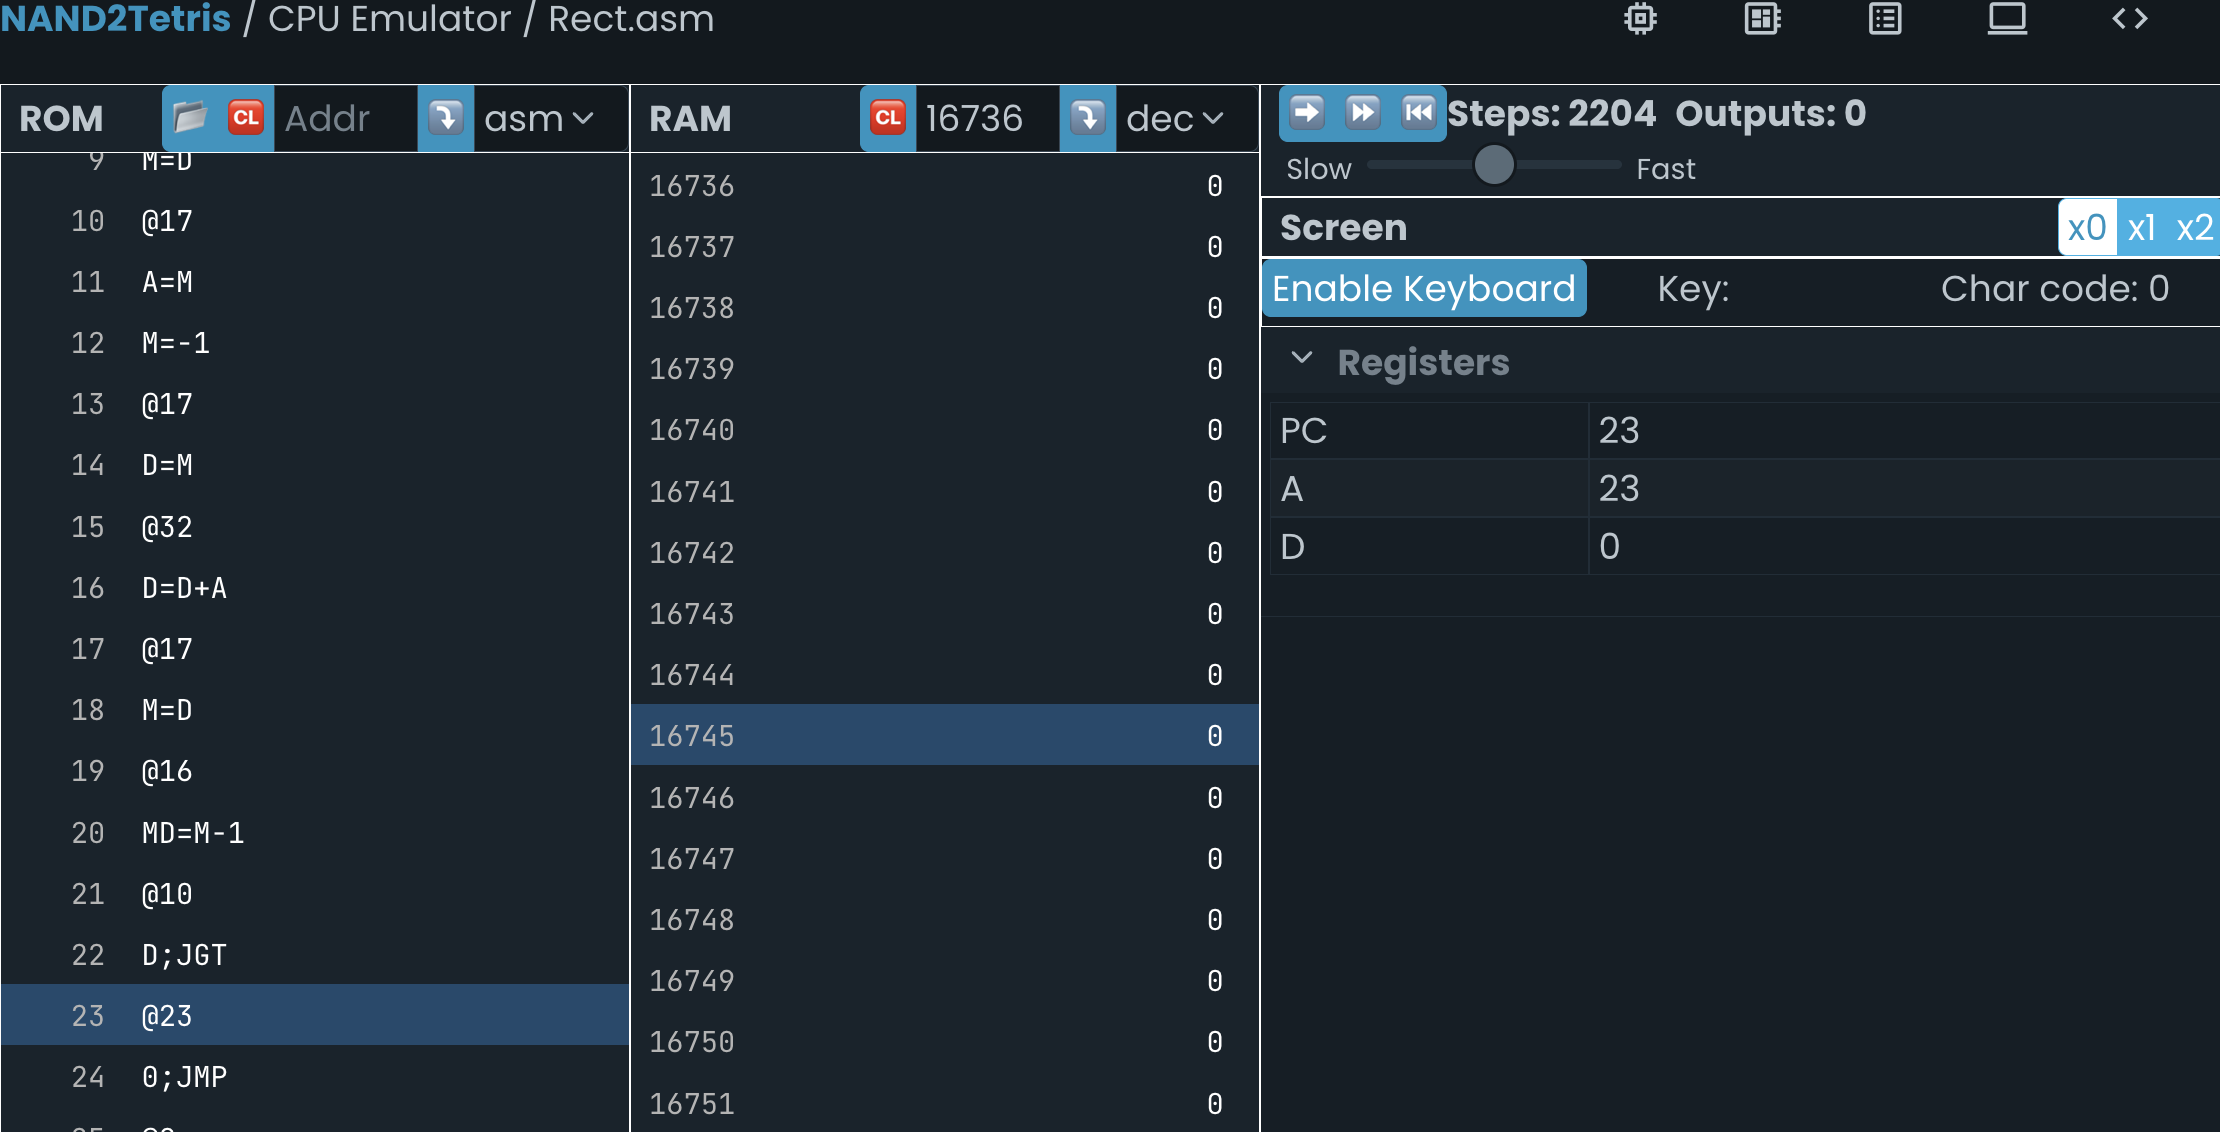 NAND2Tetris / CPU Emulator / Rect.asm
ROM CL Addr asm
9 M=D
10 @17
11 A=M
12 M=-1
13 @17
14 D=M
15 @32
16 D=D+A
17 @17
18 M=D
19 @16
20 MD=M-1
21 @10
22 D;JGT
23 @23
24 0;JMP
RAM CL 16736 dec
16736 0
16737 0
16738 0
16739 0
16740 0
16741 0
16742 0
16743 0
16744 0
16745 0
16746 0
16747 0
16748 0
16749 0
16750 0
16751 0
Steps: 2204 Outputs: 0
Slow Fast
Screen x0 x1 x2
Enable Keyboard Key: Char code: 0
Registers
PC 23
A 23
D 0